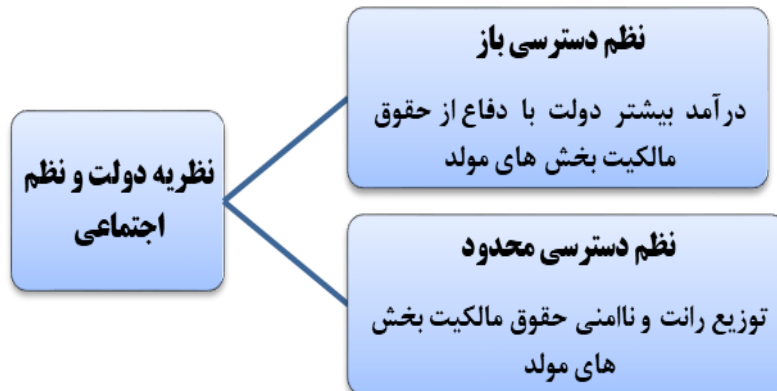 نظریه دولت و نظم
اجتماعی
نظم دسترسی باز
درآمد بیشتر دولت با دفاع از حقوق
مالکیت بخش های مولد
نظم دسترسی محدود
توزیع رانت و ناامنی حقوق مالکیت بخش
های مولد